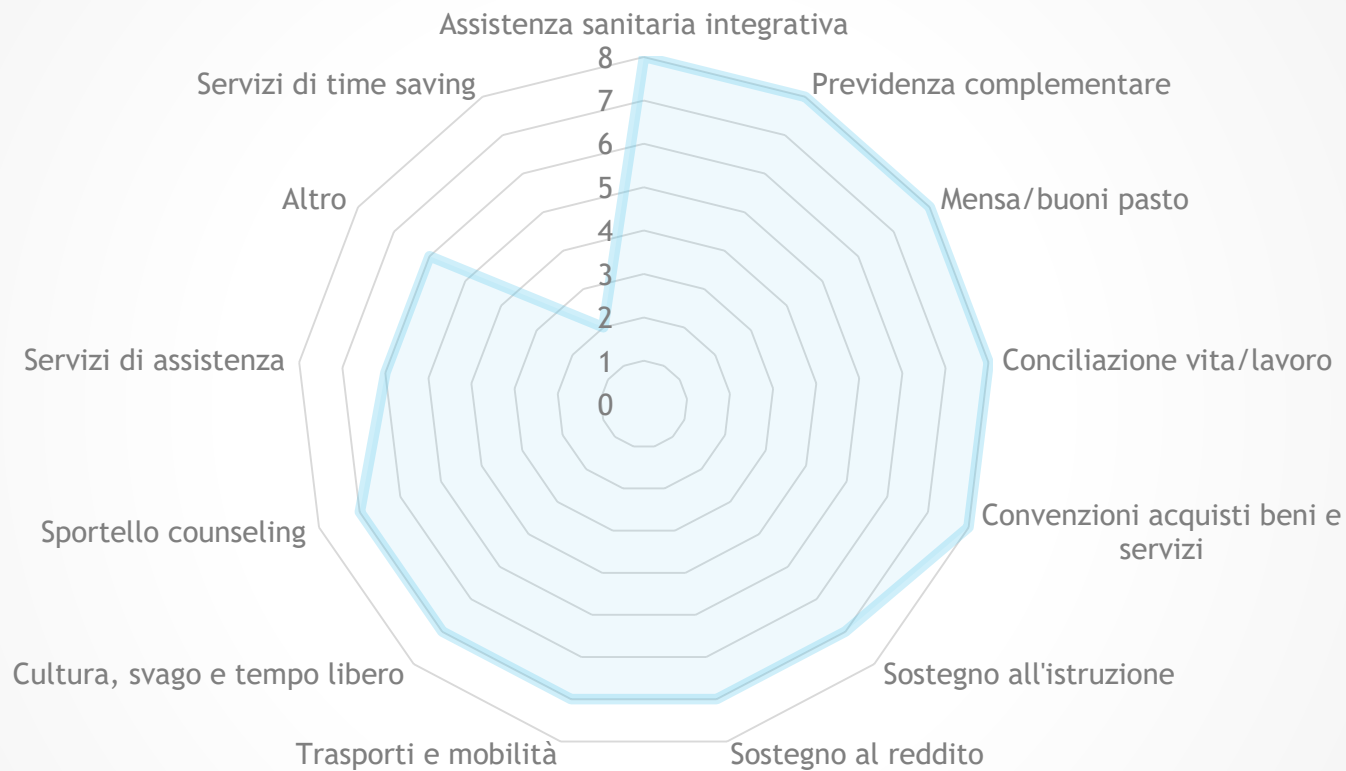 Assistenza sanitaria integrativa
8
Servizi di time saving
Previdenza complementare
7
6
Altro
Mensa/buoni pasto
5
4
3
2
Servizi di assistenza
Conciliazione vita/lavoro
1
0
Sportello counseling
Convenzioni acquisti beni e
servizi
Cultura, svago e tempo libero
Sostegno all'istruzione
Trasporti e mobilità
Sostegno al reddito